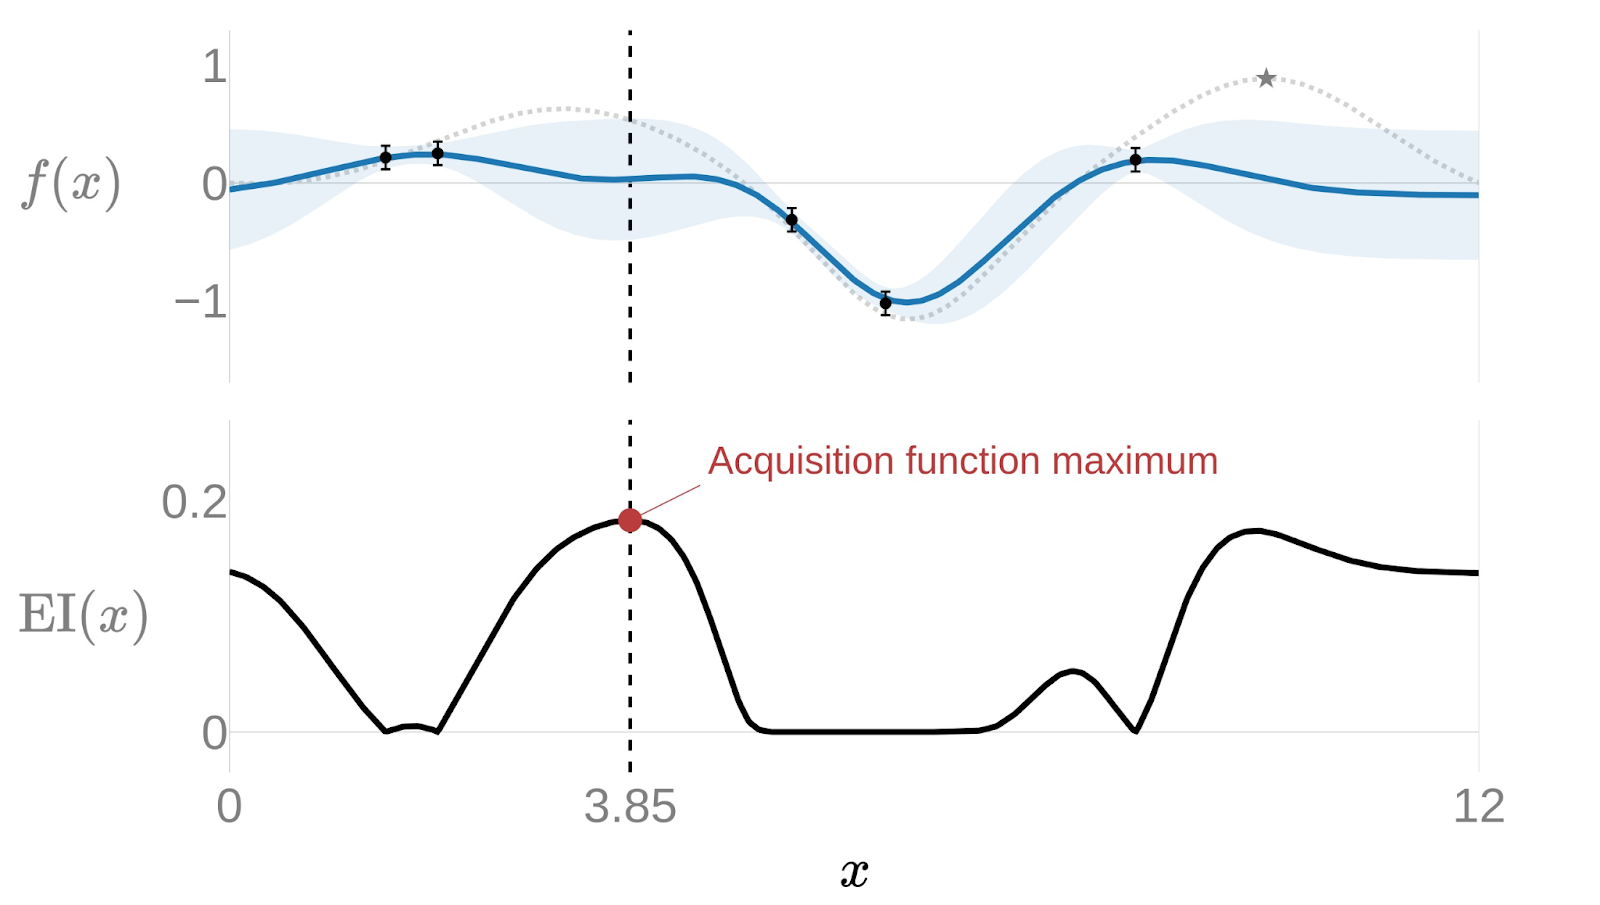 1
f(x)
0
−1
Acquisition function maximum
0.2
EI(x)
0
0 3.85 12
x